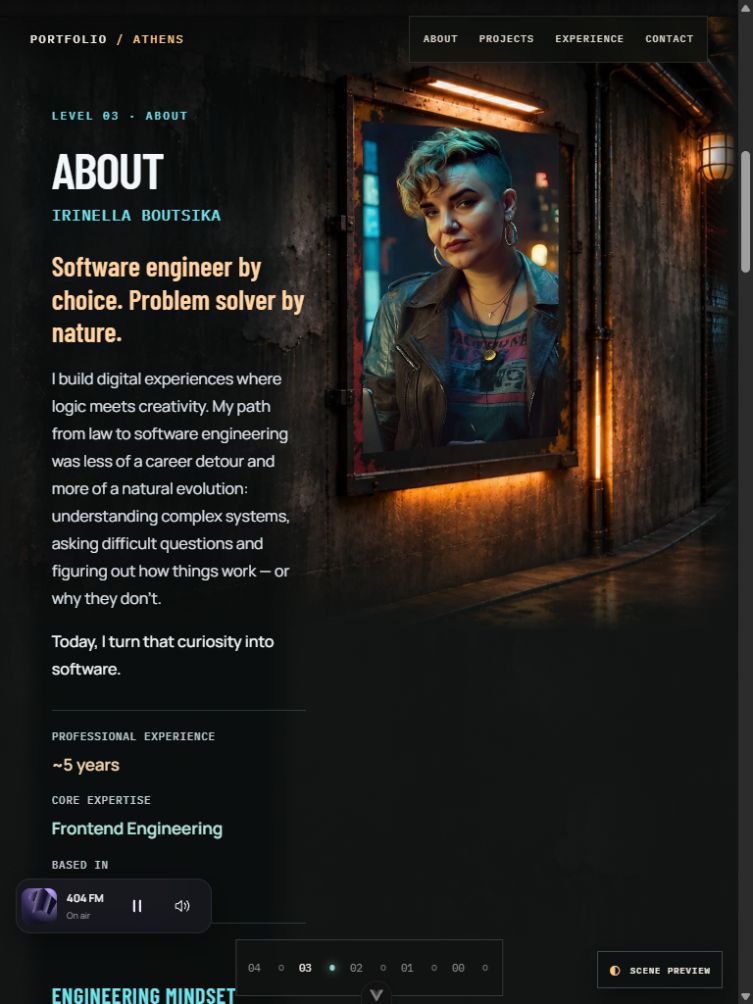 PORTFOLIO / ATHENS
ABOUT PROJECTS EXPERIENCE CONTACT
LEVEL 03 · ABOUT
ABOUT
IRINELLA BOUTSIKA
Software engineer by
choice. Problem solver by
nature.
I build digital experiences where
logic meets creativity. My path
from law to software engineering
was less of a career detour and
more of a natural evolution:
understanding complex systems,
asking difficult questions and
figuring out how things work — or
why they don't.
Today, I turn that curiosity into
software.
PROFESSIONAL EXPERIENCE
~5 years
CORE EXPERTISE
Frontend Engineering
BASED IN
404 FM
On air
04 03 02 01 00
SCENE PREVIEW
ENGINEERING MINDSET